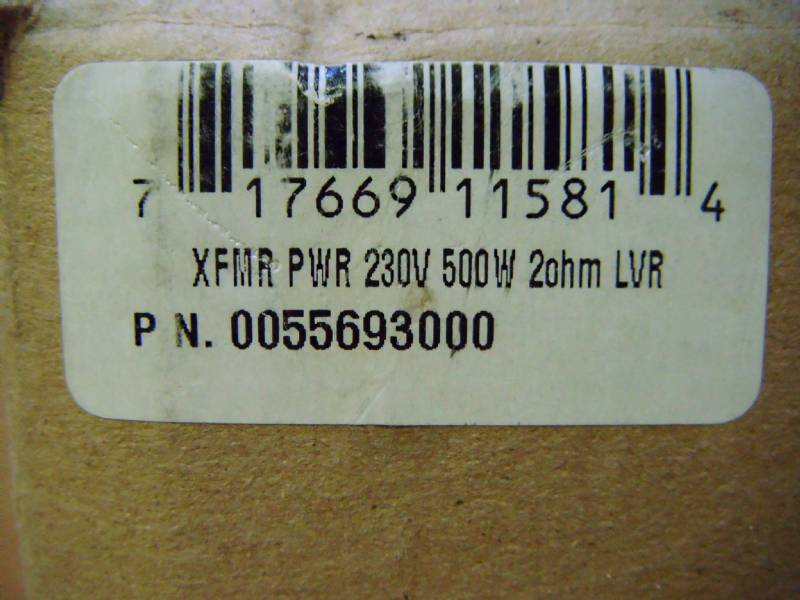 7 17669 11581 4
XFMR PWR 230V 500W 2ohm LVR
P N. 0055693000